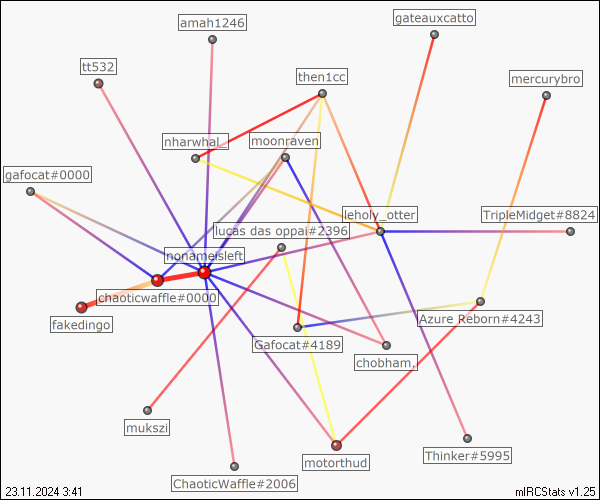 amah1246
gateauxcatto
tt532
then1cc
mercurybro
nharwhal_
moonraven
gafocat#0000
leholy_otter
TripleMidget#8824
lucas das oppai#2396
nonameisleft
chaoticwaffle#0000
fakedingo
Azure Reborn#4243
Gafocat#4189
chobham.
mukszi
motorthud
Thinker#5995
ChaoticWaffle#2006
23.11.2024 3:41
mIRCStats v1.25